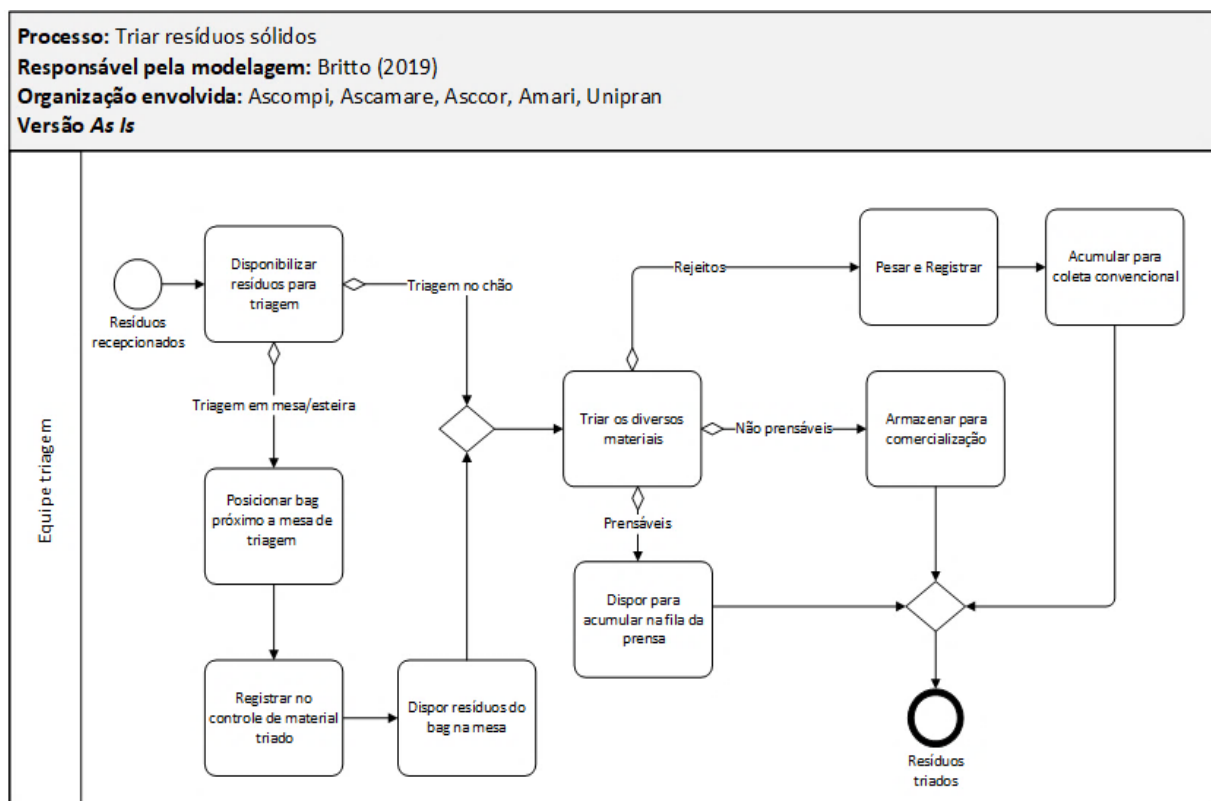 Processo: Triar resíduos sólidos
Responsável pela modelagem: Britto (2019)
Organização envolvida: Ascompi, Ascamare, Asccor, Amari, Unipran
Versão As Is
Equipe triagem
Resíduos
recepcionados
Disponibilizar
resíduos para
triagem
Triagem no chão
Triagem em mesa/esteira
Posicionar bag
próximo a mesa de
triagem
Registrar no
controle de material
triado
Dispor resíduos do
bag na mesa
Triar os diversos
materiais
Rejeitos
Pesar e Registrar
Acumular para
coleta convencional
Não prensáveis
Armazenar para
comercialização
Prensáveis
Dispor para
acumular na fila da
prensa
Resíduos
triados